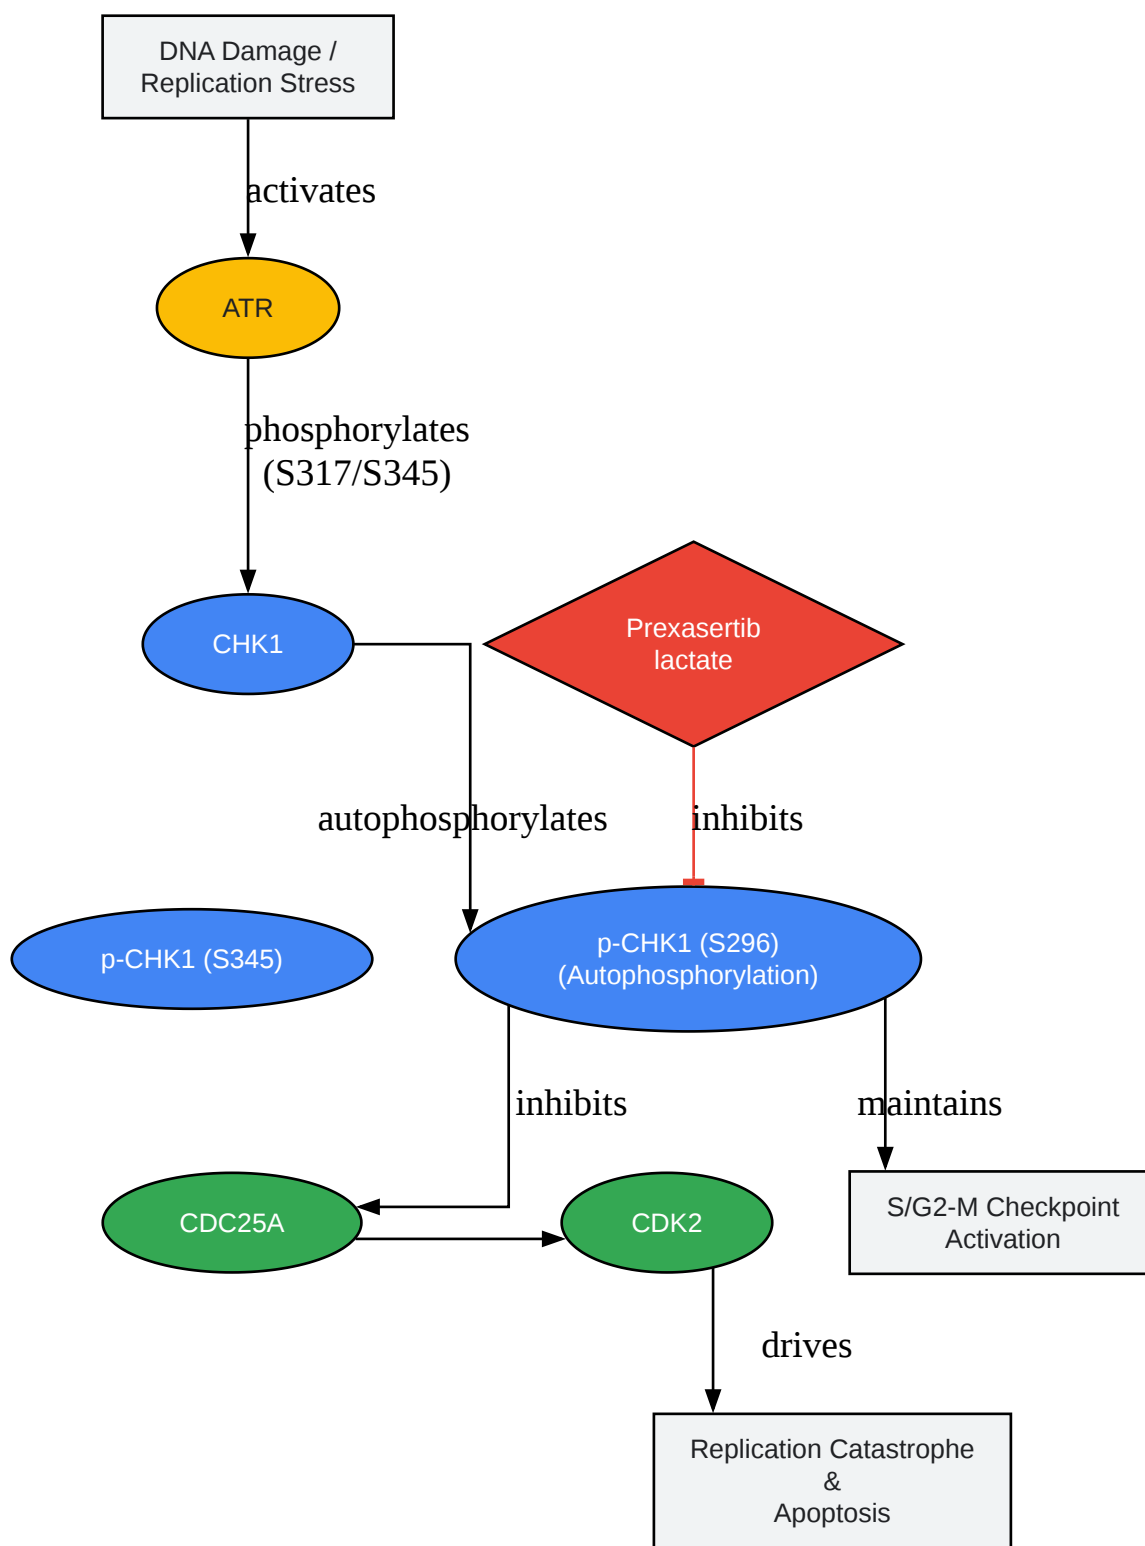 DNA Damage /
Replication Stress
activates
ATR
phosphorylates
(S317/S345)
CHK1
Prexasertib
lactate
autophosphorylates
inhibits
p-CHK1 (S345)
p-CHK1 (S296)
(Autophosphorylation)
inhibits
maintains
CDC25A
CDK2
S/G2-M Checkpoint
Activation
drives
Replication Catastrophe
&
Apoptosis